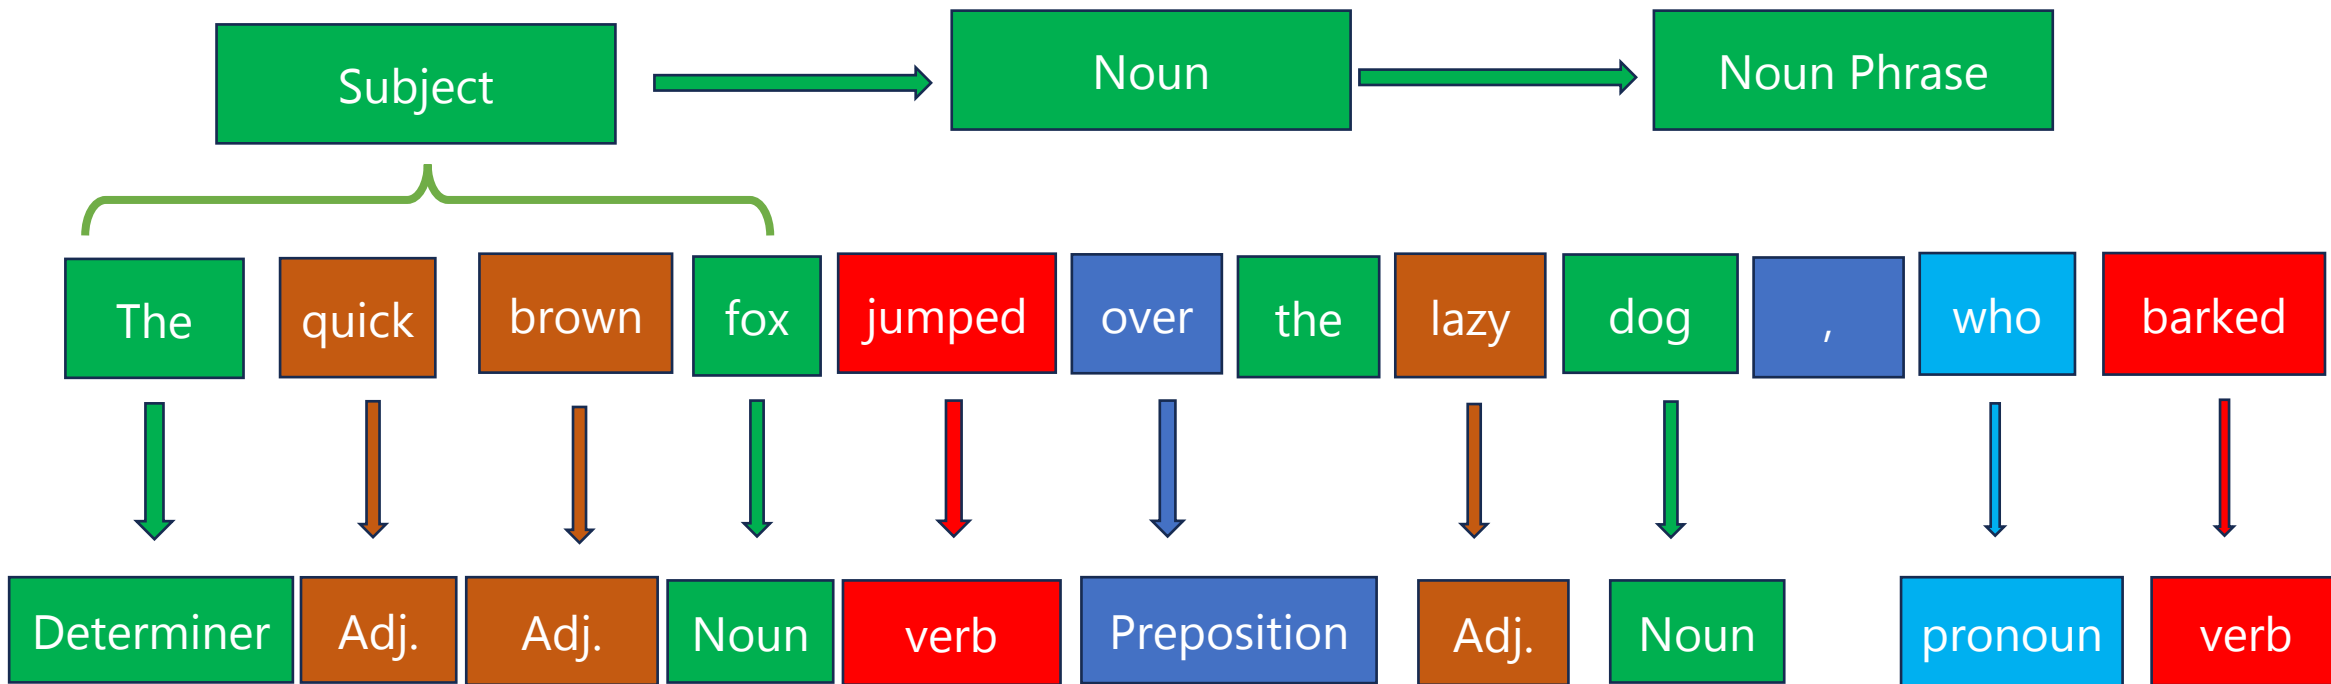 Subject Noun Noun Phrase
The quick brown fox jumped over the lazy dog , who barked
Determiner Adj. Adj. Noun verb Preposition Adj. Noun pronoun verb